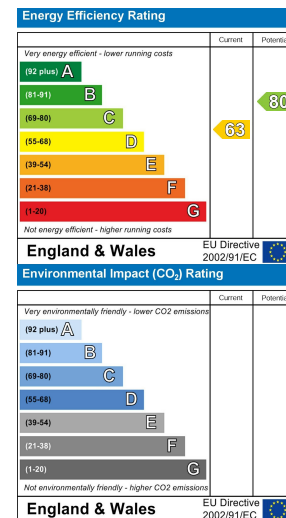 Energy Efficiency Rating
Current Potentia
Very energy efficient - lower running costs
(92 plus) A
(81-91) B
(69-80) C
(55-68) D
(39-54) E
(21-38) F
(1-20) G
63
80
Not energy efficient - higher running costs
England & Wales
EU Directive
2002/91/EC
Environmental Impact (CO₂) Rating
Current Potentia
Very environmentally friendly - lower CO2 emissions
(92 plus) A
(81-91) B
(69-80) C
(55-68) D
(39-54) E
(21-38) F
(1-20) G
Not environmentally friendly - higher CO2 emissions
England & Wales
EU Directive
2002/91/EC